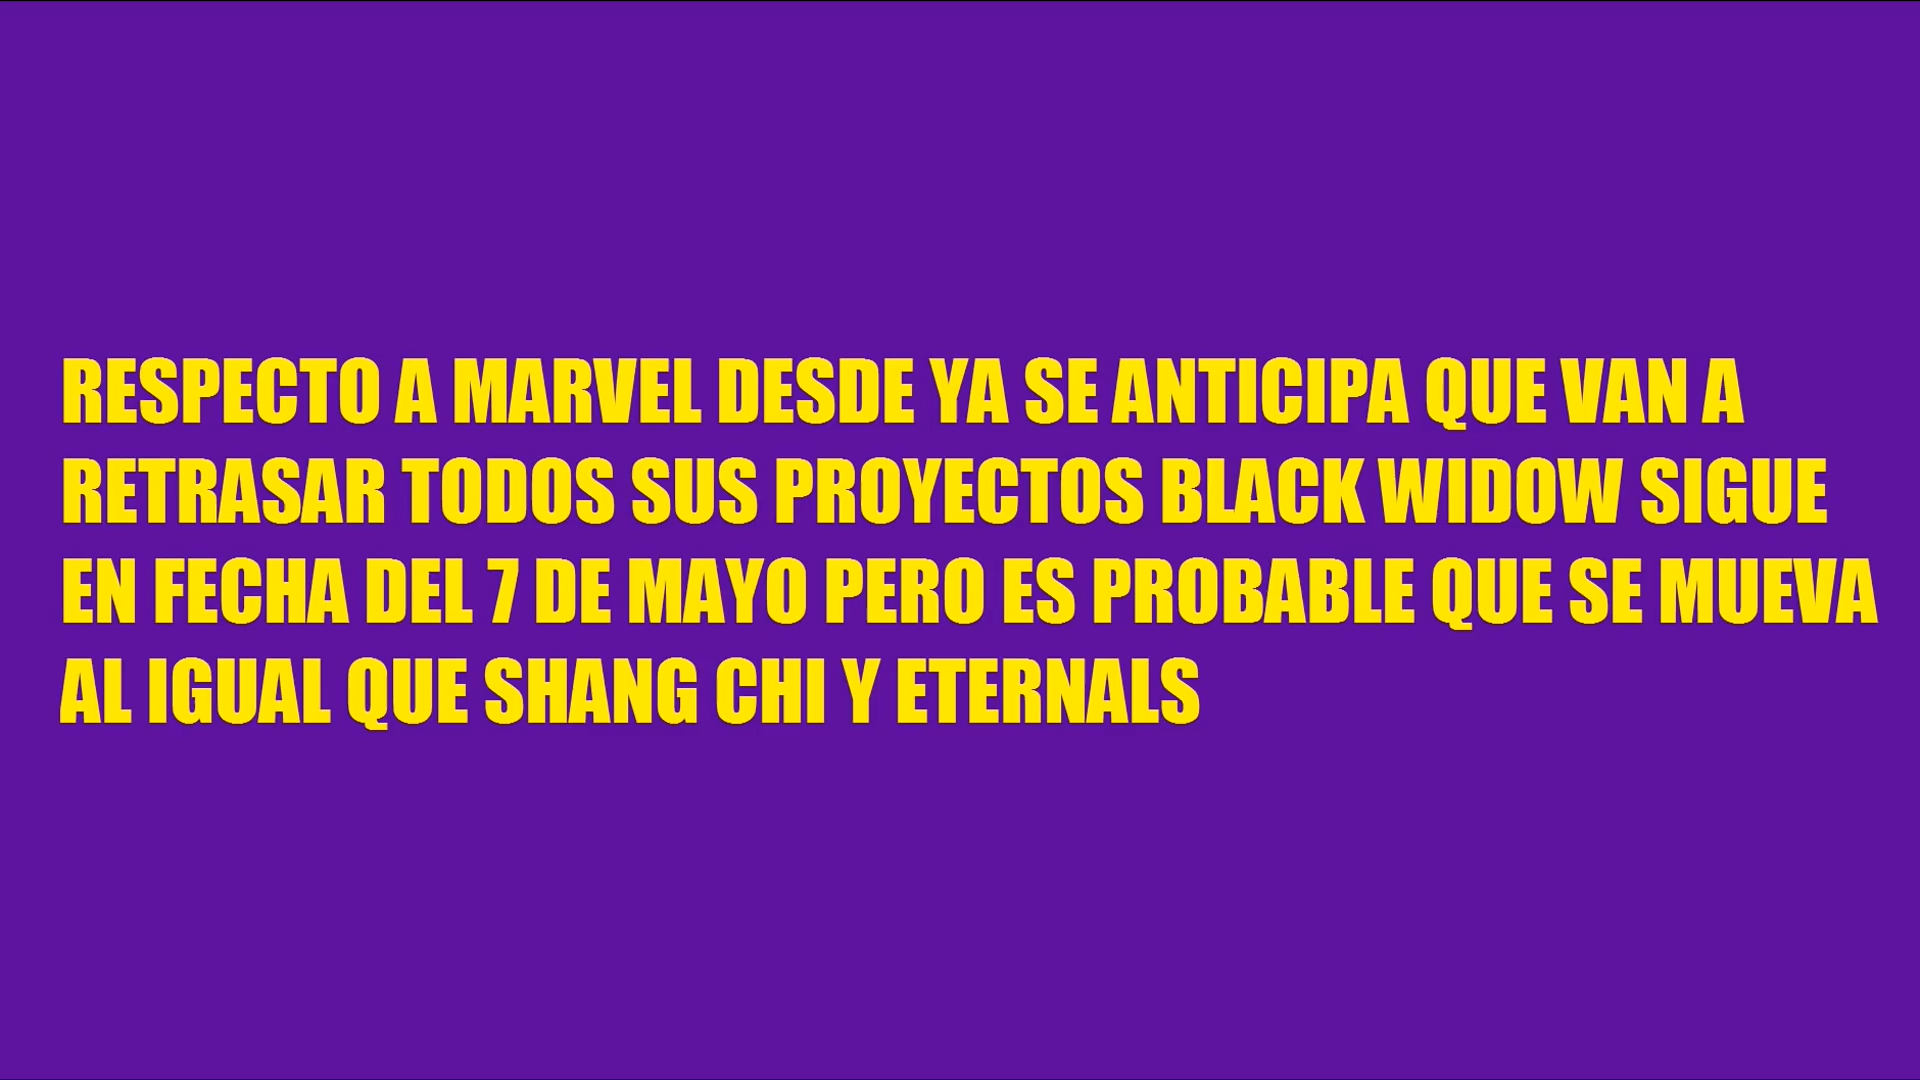 RESPECTO A MARVEL DESDE YA SE ANTICIPA QUE VAN A
RETRASAR TODOS SUS PROYECTOS BLACK WIDOW SIGUE
EN FECHA DEL 7 DE MAYO PERO ES PROBABLE QUE SE MUEVA
AL IGUAL QUE SHANG CHI Y ETERNALS